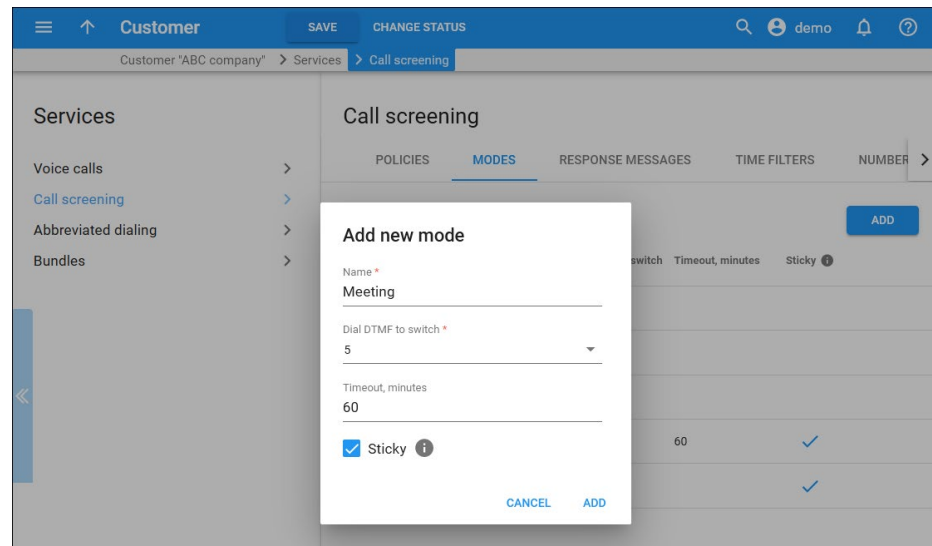 Customer SAVE CHANGE STATUS demo
Customer "ABC company" > Services > Call screening
Services
Voice calls
Call screening
Abbreviated dialing
Bundles
Call screening
POLICIES MODES RESPONSE MESSAGES TIME FILTERS NUMBER
ADD
switch Timeout, minutes Sticky
60
Add new mode
Name *
Meeting
Dial DTMF to switch *
5
Timeout, minutes
60
Sticky
CANCEL ADD